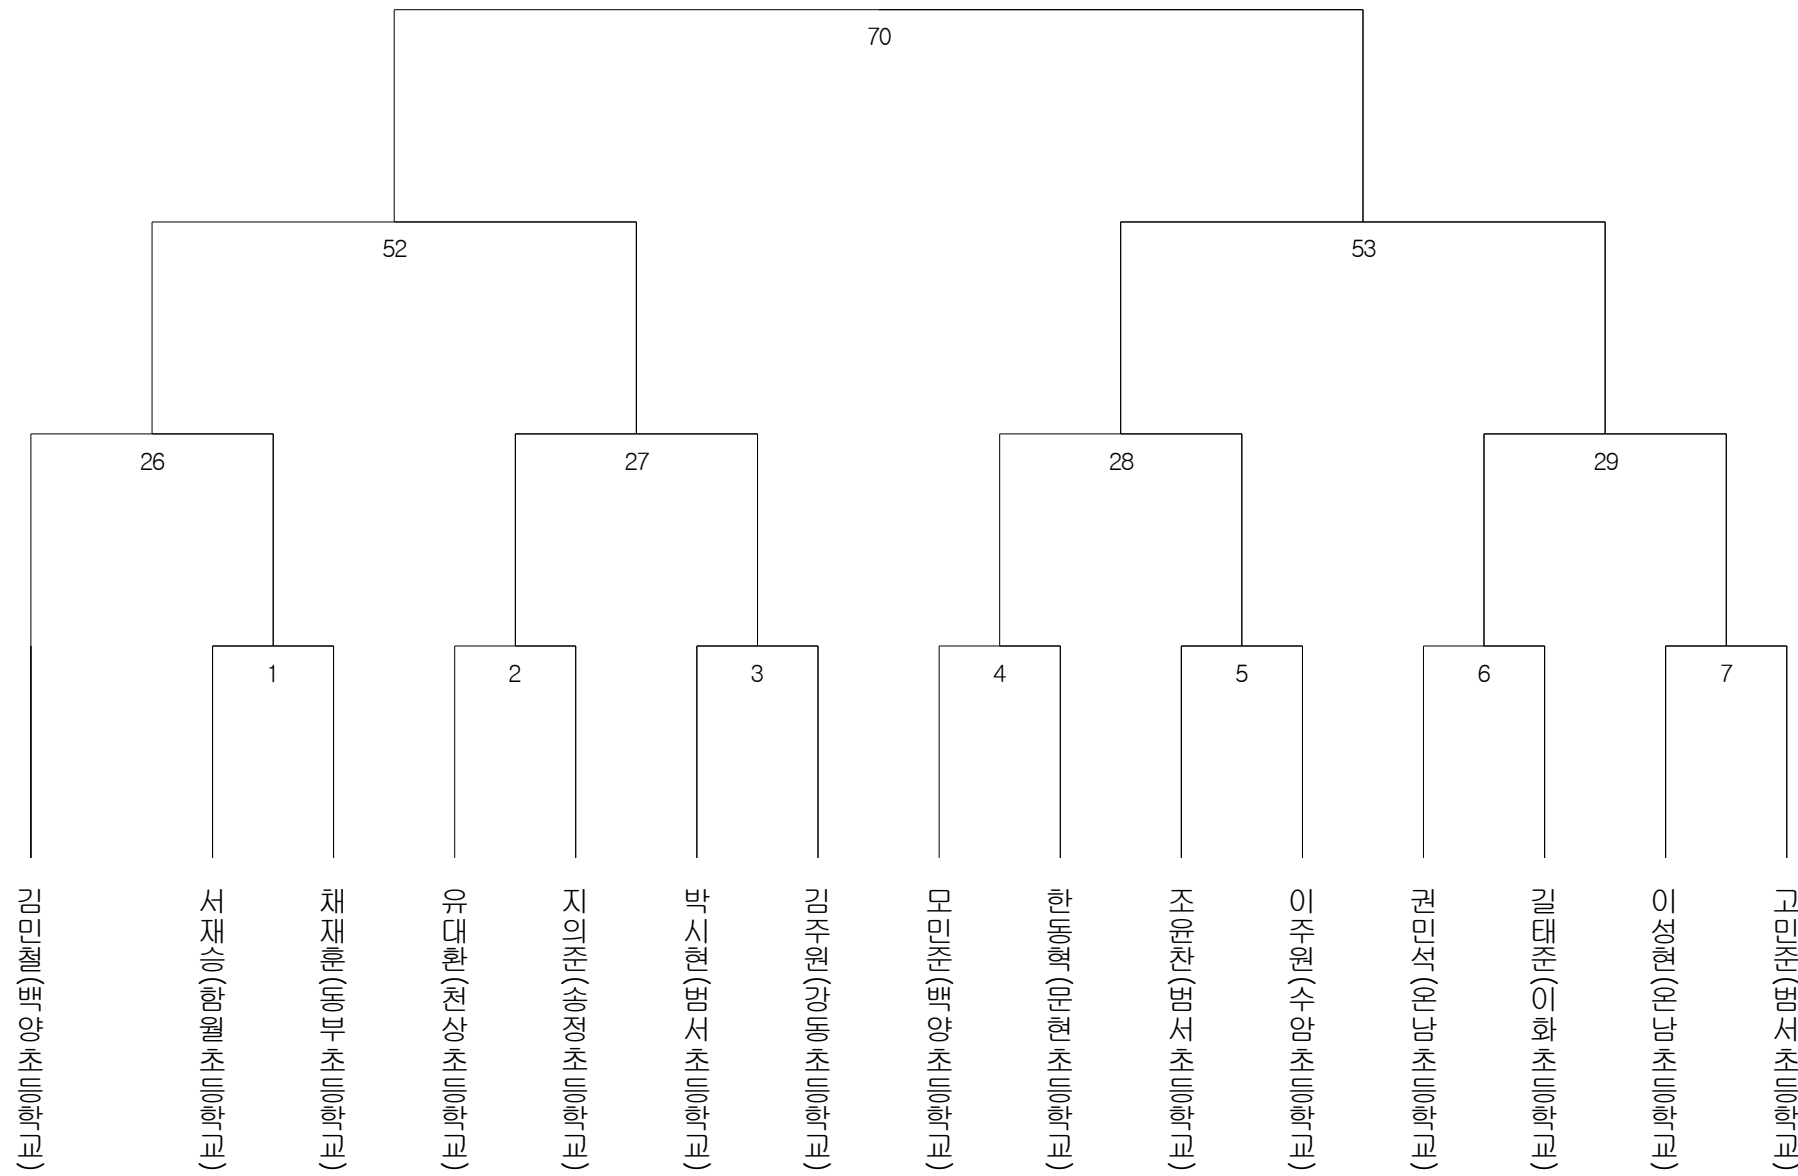 70
52
53
26
27
28
29
1
2
3
4
5
6
7
김민철(백양초등학교)
서재승(함월초등학교)
채재훈(동부초등학교)
유대환(천상초등학교)
지의준(송정초등학교)
박시현(범서초등학교)
김주원(강동초등학교)
모민준(백양초등학교)
한동혁(문현초등학교)
조윤찬(범서초등학교)
이주원(수암초등학교)
권민석(온남초등학교)
길태준(이화초등학교)
이성현(온남초등학교)
고민준(범서초등학교)